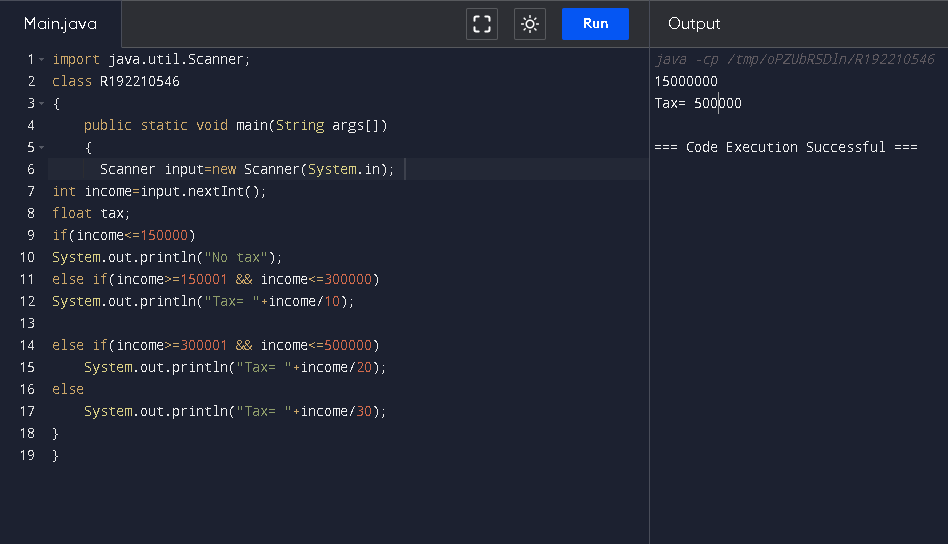 Main.java
Run
Output
1 import java.util.Scanner;
2 class R192210546
3 {
4 public static void main(String args[])
5 {
6 Scanner input=new Scanner(System.in);
7 int income=input.nextInt();
8 float tax;
9 if(income<=150000)
10 System.out.println("No tax");
11 else if(income>=150001 && income<=300000)
12 System.out.println("Tax= "+income/10);
13
14 else if(income>=300001 && income<=500000)
15 System.out.println("Tax= "+income/20);
16 else
17 System.out.println("Tax= "+income/30);
18 }
19 }
java -cp /tmp/oPZUbRSDln/R192210546
15000000
Tax= 500000
=== Code Execution Successful ===